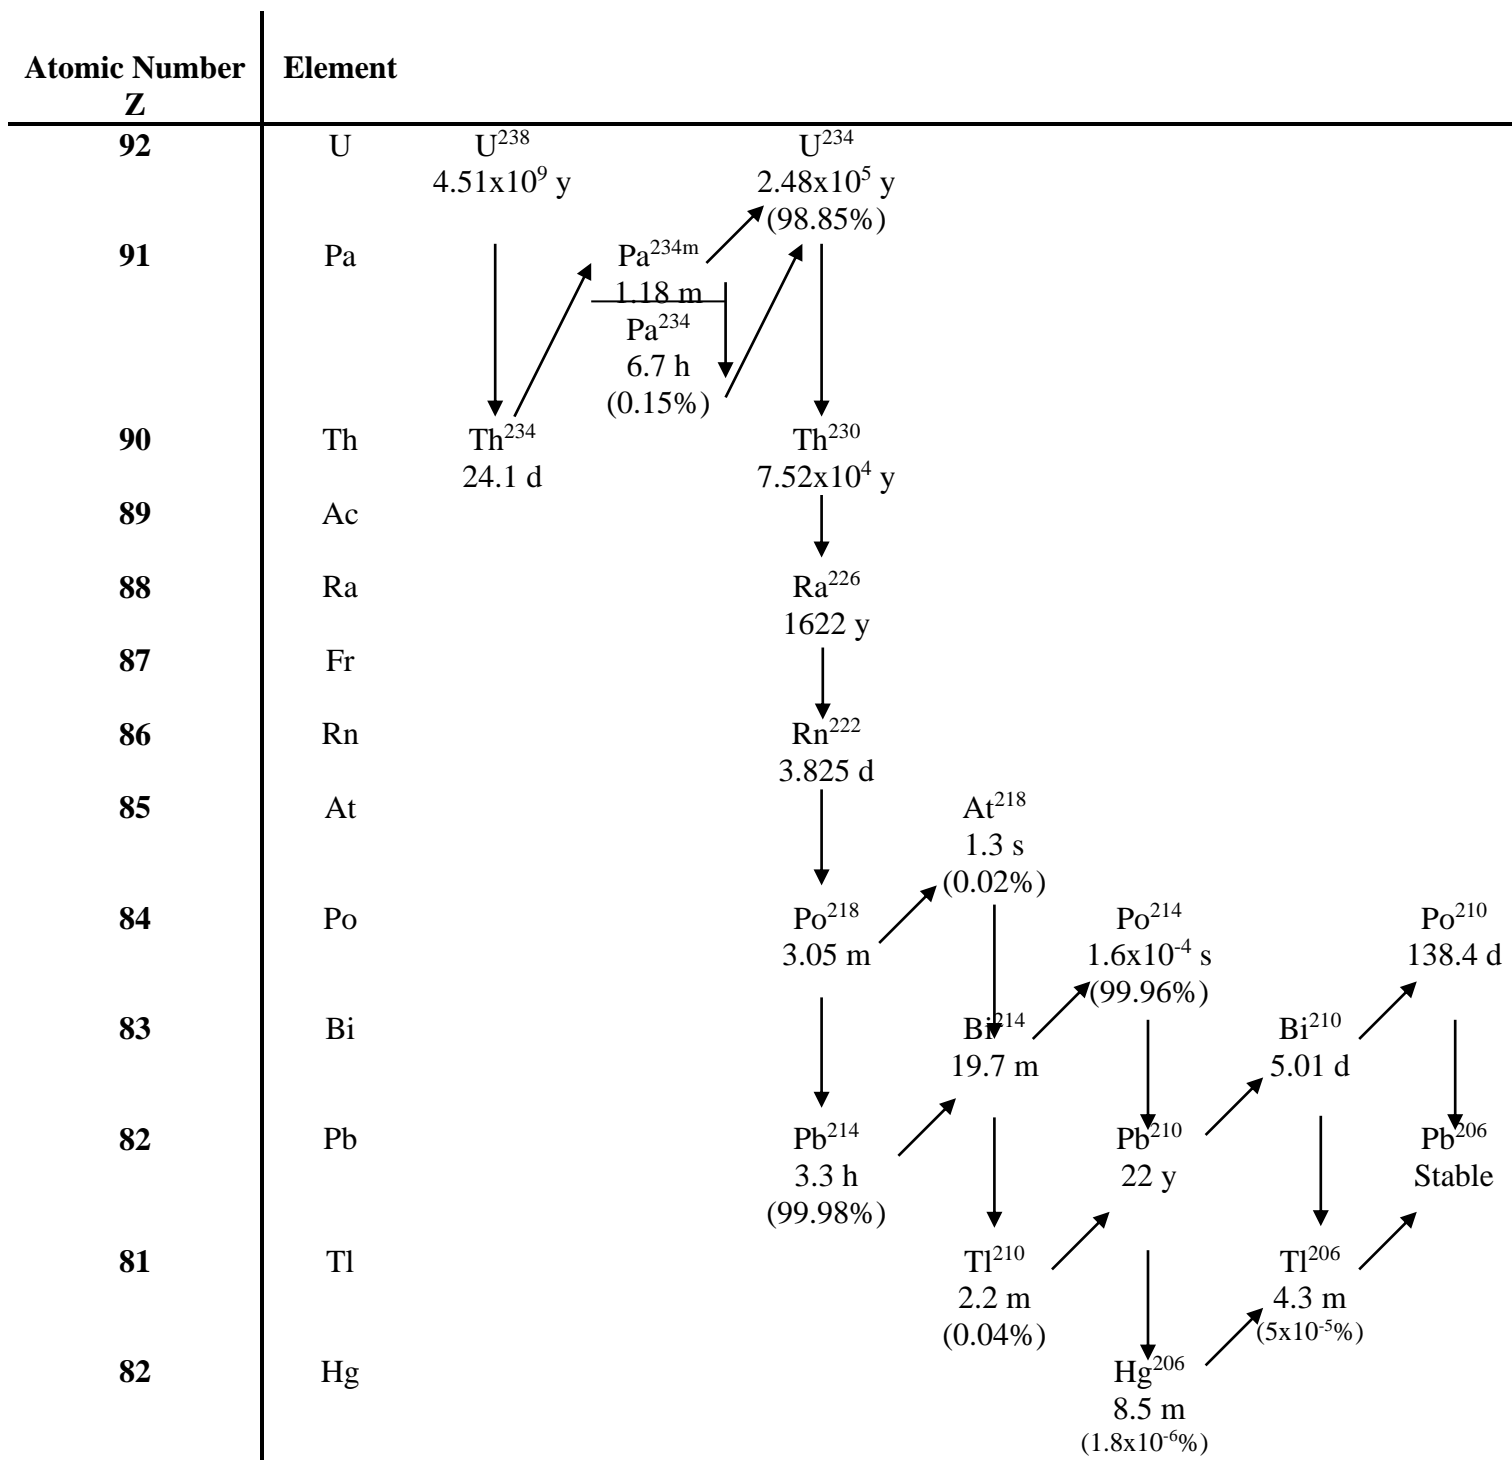 Atomic Number Element
Z
92 U U²³⁸ U²³⁴
4.51x10⁹ y 2.48x10⁵ y
(98.85%)
91 Pa Pa²³⁴ᵐ
1.18 m
Pa²³⁴
6.7 h
(0.15%)
90 Th Th²³⁴ Th²³⁰
24.1 d 7.52x10⁴ y
89 Ac
88 Ra Ra²²⁶
1622 y
87 Fr
86 Rn Rn²²²
3.825 d
85 At At²¹⁸
1.3 s
(0.02%)
84 Po Po²¹⁸ Po²¹⁴ Po²¹⁰
3.05 m 1.6x10⁻⁴ s 138.4 d
(99.96%)
83 Bi Bi²¹⁴ Bi²¹⁰
19.7 m 5.01 d
82 Pb Pb²¹⁴ Pb²¹⁰ Pb²⁰⁶
3.3 h 22 y Stable
(99.98%)
81 Tl Tl²¹⁰ Tl²⁰⁶
2.2 m 4.3 m
(0.04%) (5x10⁻⁵%)
82 Hg Hg²⁰⁶
8.5 m
(1.8x10⁻⁶%)